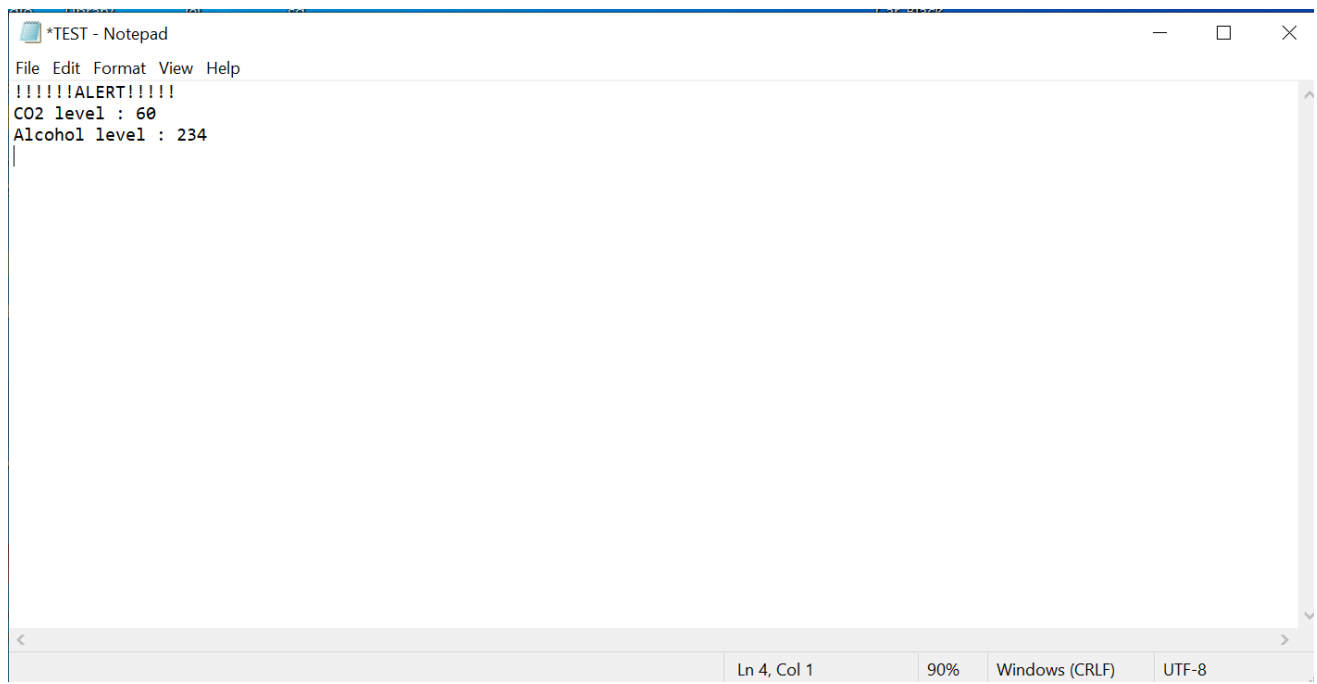 *TEST - Notepad
File Edit Format View Help
!!!!!!ALERT!!!!!
CO2 level : 60
Alcohol level : 234
Ln 4, Col 1 90% Windows (CRLF) UTF-8